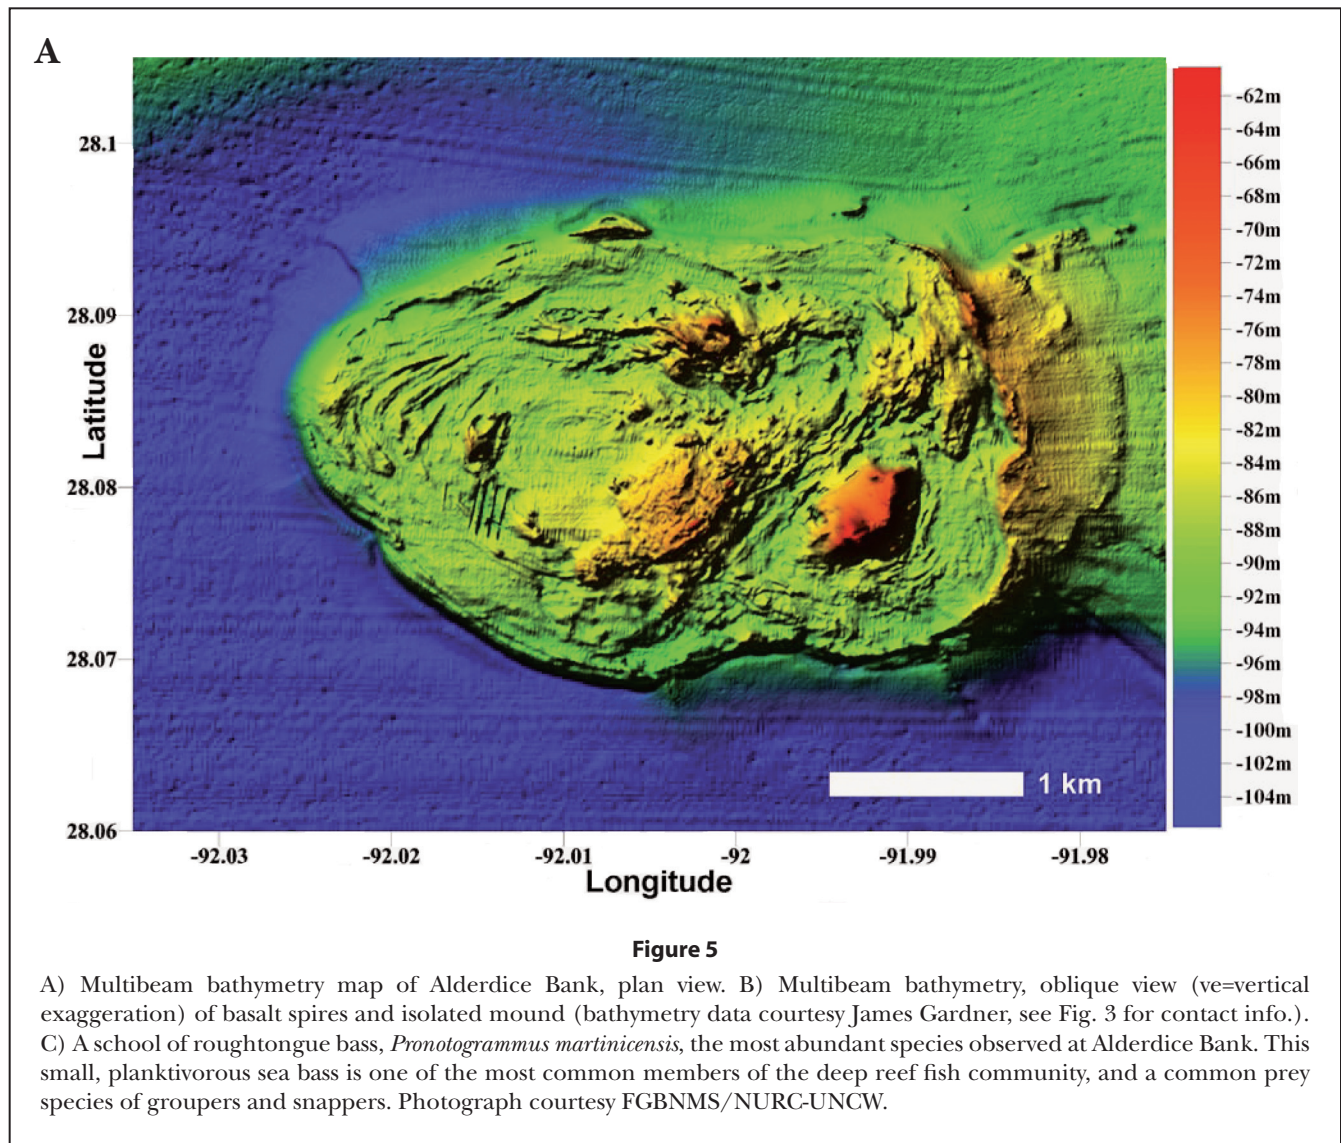 A
28.1
28.09
28.08
28.07
28.06
Latitude
-92.03
-92.02
-92.01
-92
-91.99
-91.98
Longitude
1 km
-62m
-64m
-66m
-70m
-72m
-74m
-76m
-78m
-80m
-82m
-84m
-86m
-88m
-90m
-92m
-94m
-96m
-98m
-100m
-102m
-104m
Figure 5
A) Multibeam bathymetry map of Alderdice Bank, plan view. B) Multibeam bathymetry, oblique view (ve=vertical
exaggeration) of basalt spires and isolated mound (bathymetry data courtesy James Gardner, see Fig. 3 for contact info.).
C) A school of roughtongue bass, Pronotogrammus martinicensis, the most abundant species observed at Alderdice Bank. This
small, planktivorous sea bass is one of the most common members of the deep reef fish community, and a common prey
species of groupers and snappers. Photograph courtesy FGBNMS/NURC-UNCW.